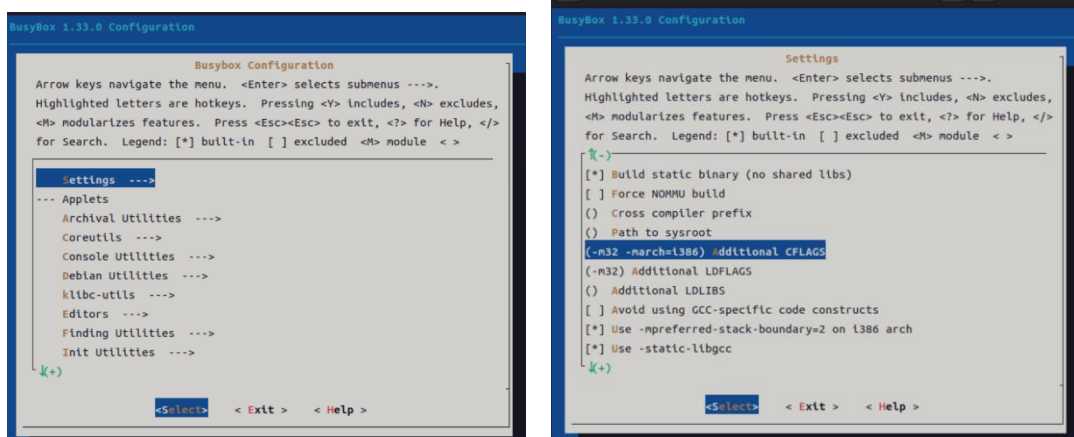 BusyBox 1.33.0 Configuration
Busybox Configuration
Arrow keys navigate the menu.  <Enter> selects submenus --->.
Highlighted letters are hotkeys.  Pressing <Y> includes, <N> excludes,
<M> modularizes features.  Press <Esc><Esc> to exit, <?> for Help, </>
for Search.  Legend: [*] built-in  [ ] excluded  <M> module  < >
Settings  --->
--- Applets
Archival Utilities  --->
Coreutils  --->
Console Utilities  --->
Debian Utilities  --->
klibc-utils  --->
Editors  --->
Finding Utilities  --->
Init Utilities  --->
↓(+)
<Select>    < Exit >    < Help >
BusyBox 1.33.0 Configuration
Settings
Arrow keys navigate the menu.  <Enter> selects submenus --->.
Highlighted letters are hotkeys.  Pressing <Y> includes, <N> excludes,
<M> modularizes features.  Press <Esc><Esc> to exit, <?> for Help, </>
for Search.  Legend: [*] built-in  [ ] excluded  <M> module  < >
↑(-)
[*] Build static binary (no shared libs)
[ ] Force NOMMU build
()  Cross compiler prefix
()  Path to sysroot
(-m32 -march=i386) Additional CFLAGS
(-m32) Additional LDFLAGS
()  Additional LDLIBS
[ ] Avoid using GCC-specific code constructs
[*] Use -mpreferred-stack-boundary=2 on i386 arch
[*] Use -static-libgcc
↓(+)
<Select>    < Exit >    < Help >